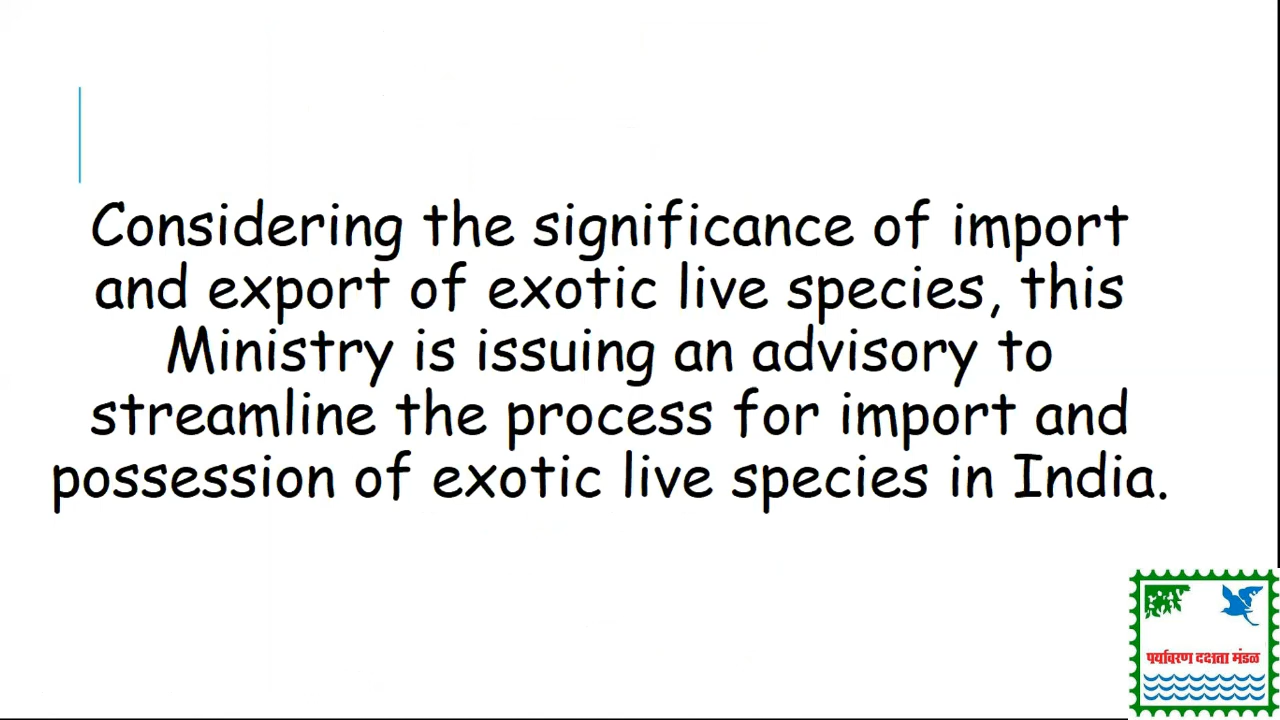 Considering the significance of import
and export of exotic live species, this
Ministry is issuing an advisory to
streamline the process for import and
possession of exotic live species in India.
पर्यावरण दक्षता मंडळ